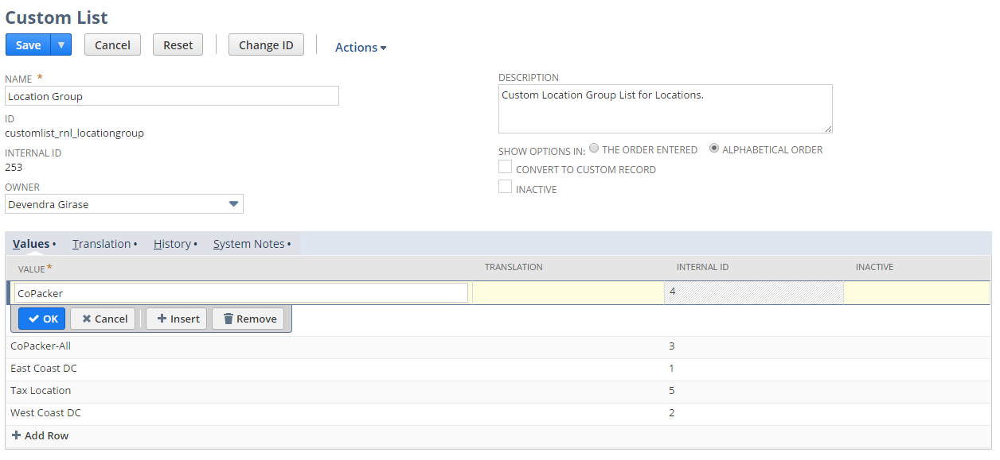 Custom List
Save Cancel Reset Change ID Actions
NAME *
Location Group
ID
customlist_rnl_locationgroup
INTERNAL ID
253
OWNER
Devendra Girase
DESCRIPTION
Custom Location Group List for Locations.
SHOW OPTIONS IN: THE ORDER ENTERED ALPHABETICAL ORDER
CONVERT TO CUSTOM RECORD
INACTIVE
Values • Translation • History • System Notes •
VALUE * TRANSLATION INTERNAL ID INACTIVE
CoPacker 4
OK Cancel Insert Remove
CoPacker-All 3
East Coast DC 1
Tax Location 5
West Coast DC 2
Add Row